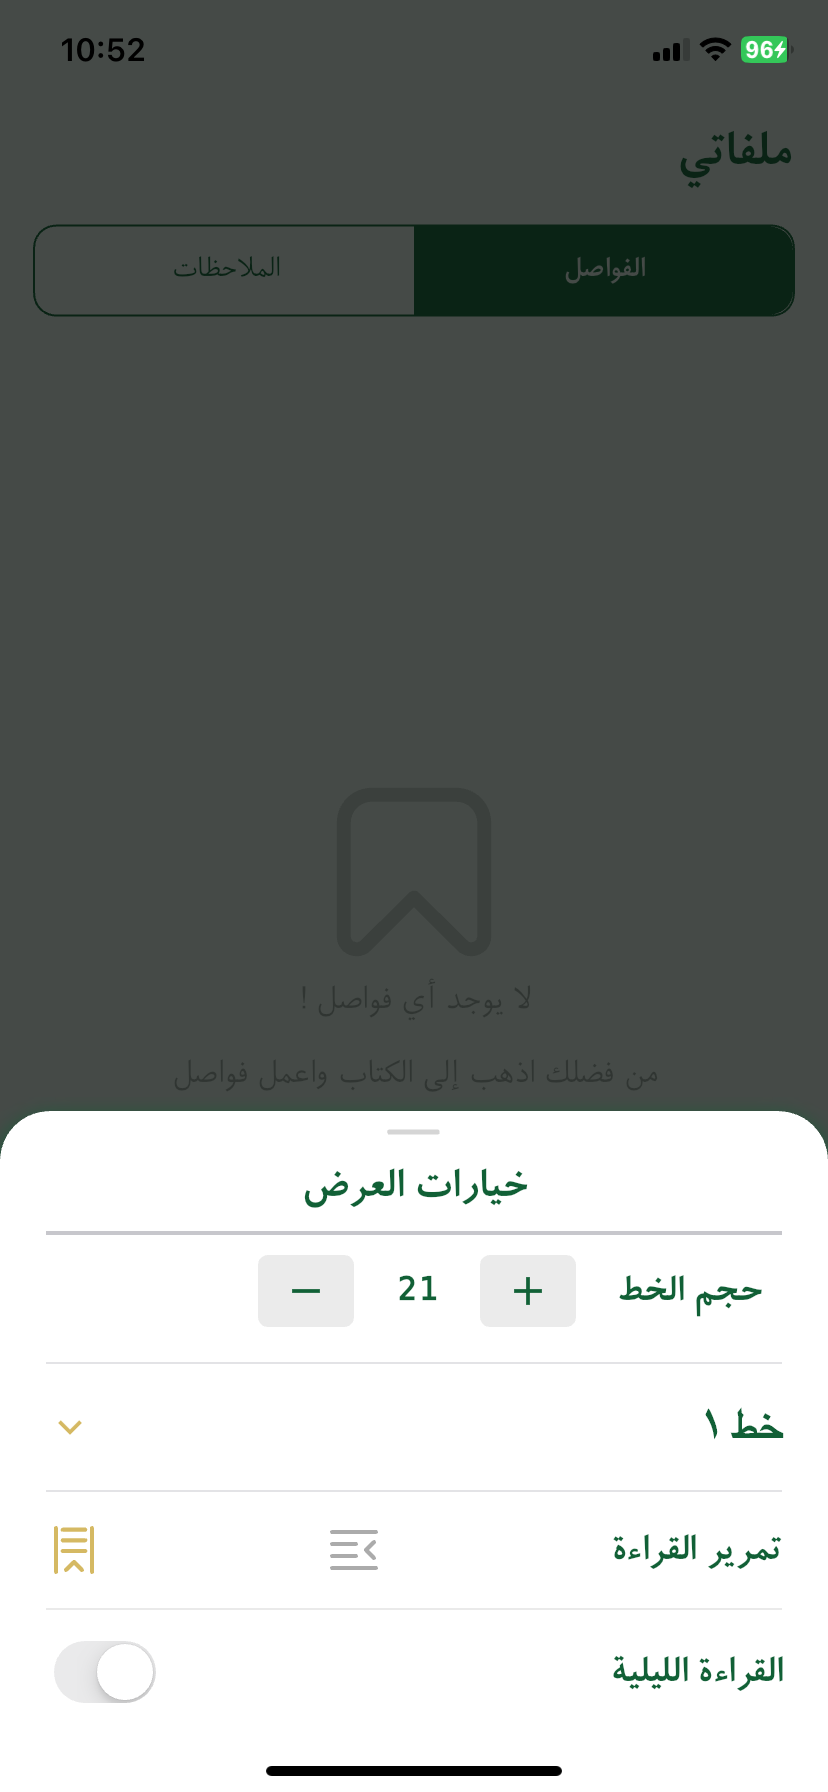 10:52
96
ملفاتي
الفواصل
الملاحظات
لا يوجد أي فواصل !
من فضلك اذهب إلى الكتاب واعمل فواصل
خيارات العرض
حجم الخط + 21 −
خط ١
تمرير القراءة
القراءة الليلية